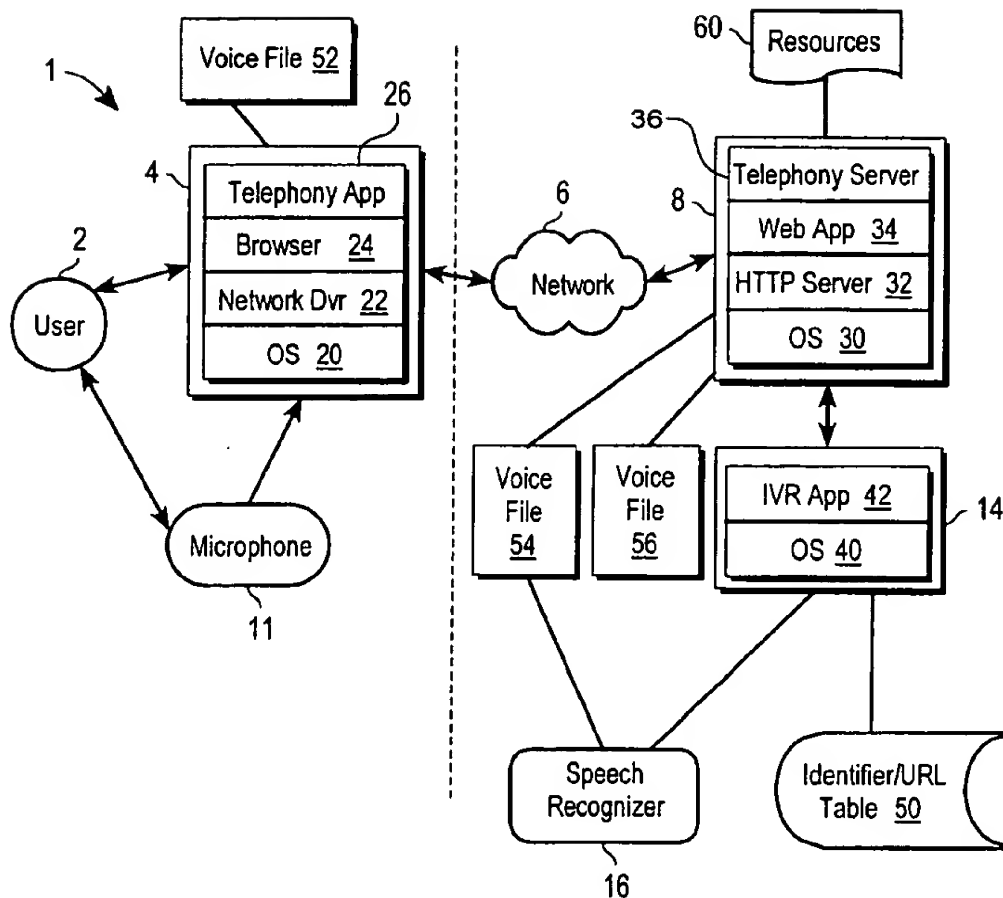 1
Voice File 52
26
4
Telephony App
Browser 24
Network Dvr 22
OS 20
2
User
Microphone
11
6
Network
60
Resources
36
8
Telephony Server
Web App 34
HTTP Server 32
OS 30
Voice
File
54
Voice
File
56
IVR App 42
OS 40
14
Speech
Recognizer
16
Identifier/URL
Table 50